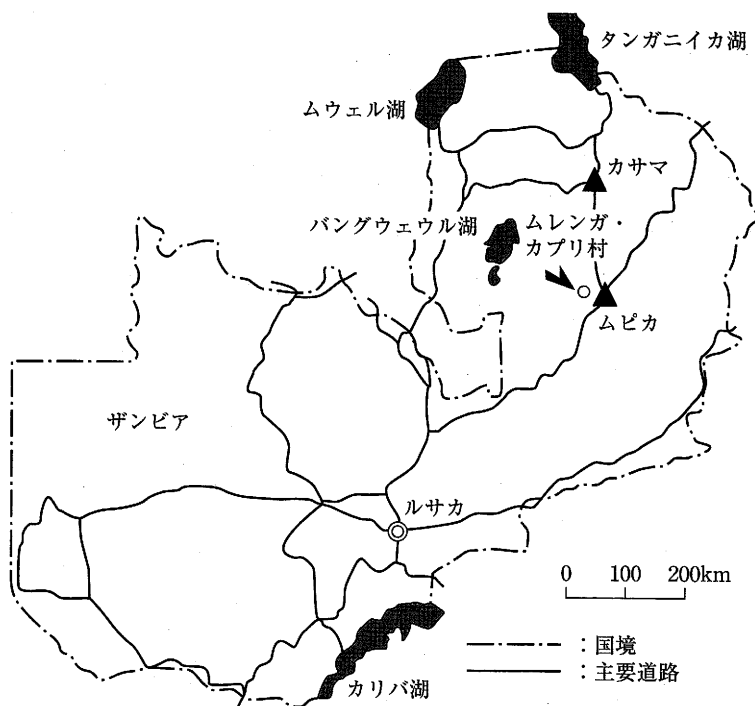 タンガニイカ湖
ムウェル湖
カサマ
バングウェウル湖
ムレンガ・
カプリ村
ムピカ
ザンビア
ルサカ
0 100 200km
カリバ湖
:国境
:主要道路